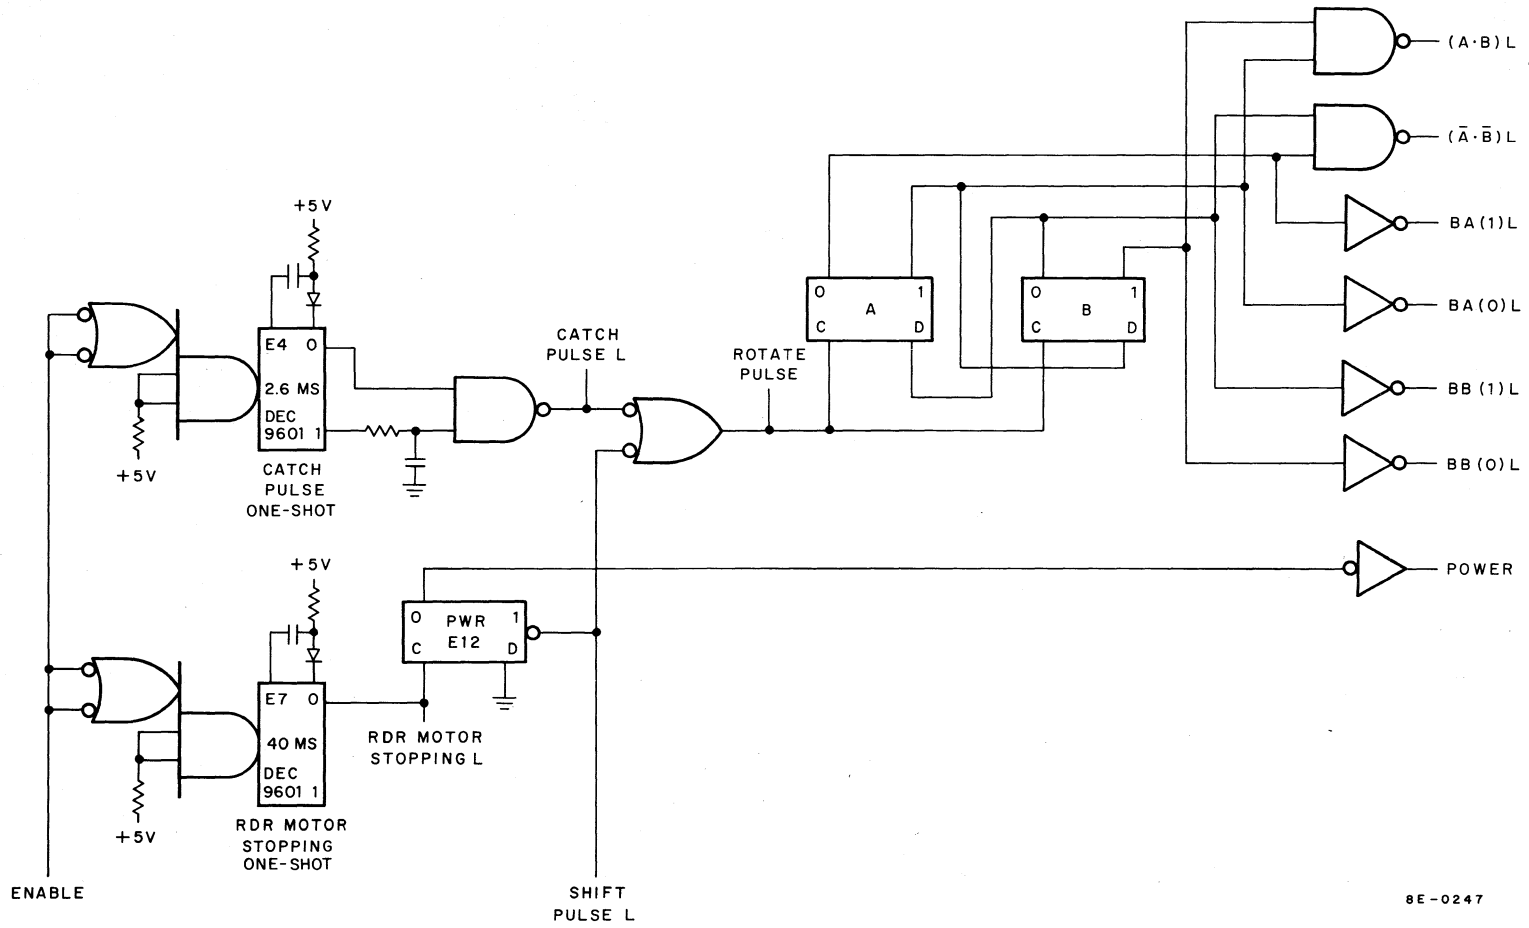 (A·B) L
(A̅·B̅) L
BA (1) L
BA (0) L
BB (1) L
BB (0) L
POWER
+5V
E4 0
2.6 MS
DEC
9601 1
CATCH
PULSE
ONE-SHOT
+5V
CATCH
PULSE L
ROTATE
PULSE
0 1
A
C D
0 1
B
C D
+5V
E7 0
40 MS
DEC
9601 1
RDR MOTOR
STOPPING
ONE-SHOT
+5V
0 1
PWR
E12
C D
RDR MOTOR
STOPPING L
ENABLE
SHIFT
PULSE L
8E-0247